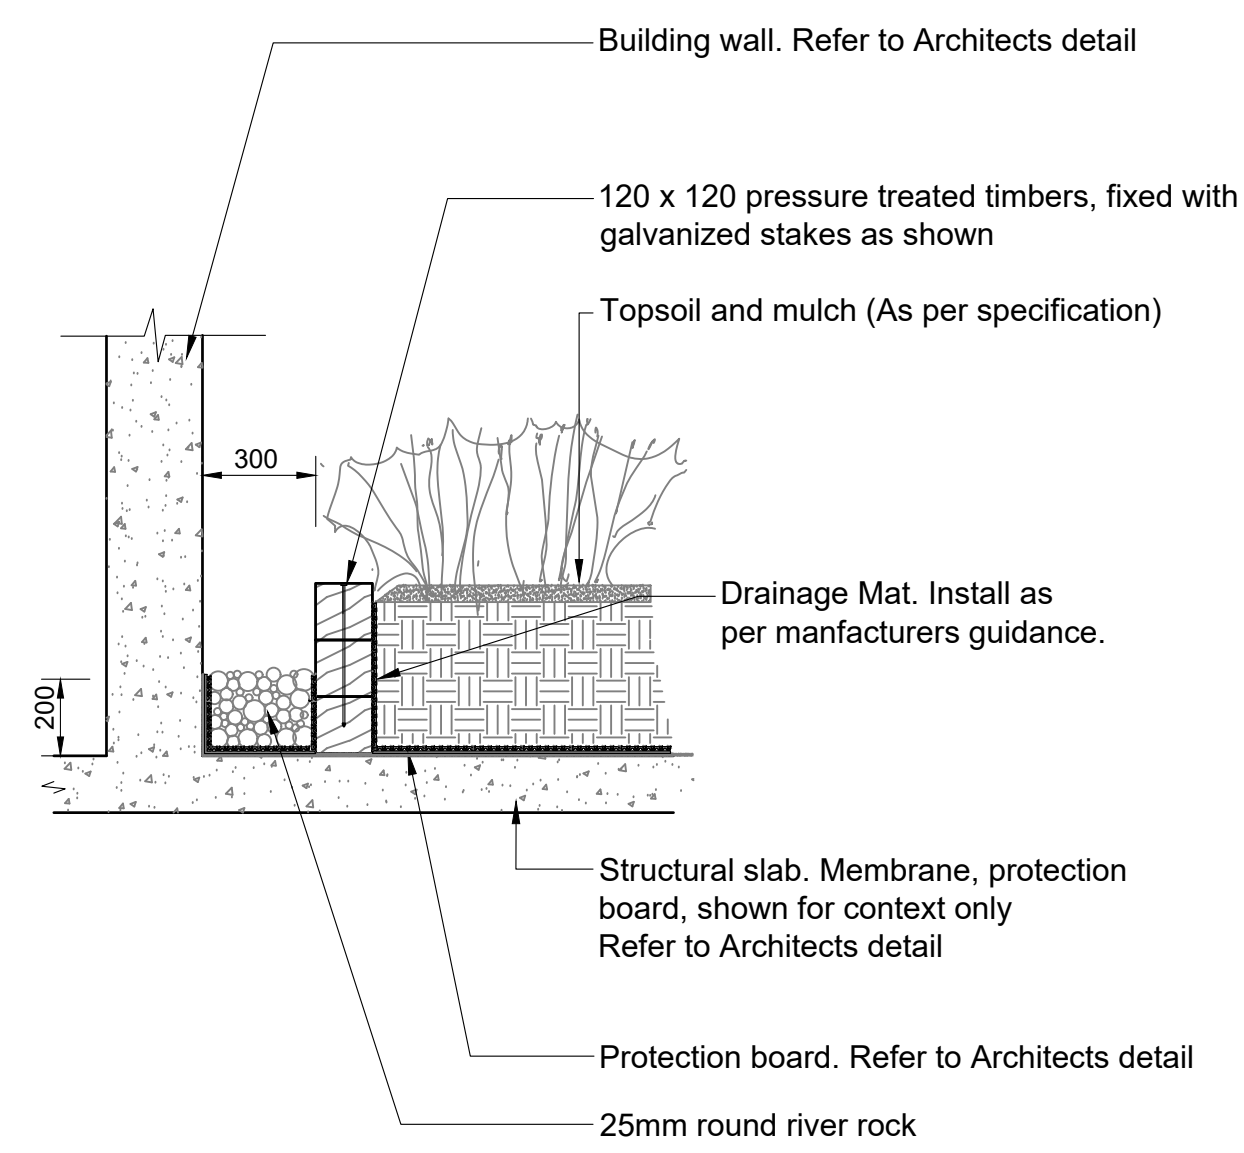 Building wall. Refer to Architects detail
120 x 120 pressure treated timbers, fixed with
galvanized stakes as shown
Topsoil and mulch (As per specification)
300
Drainage Mat. Install as
per manfacturers guidance.
200
Structural slab. Membrane, protection
board, shown for context only
Refer to Architects detail
Protection board. Refer to Architects detail
25mm round river rock